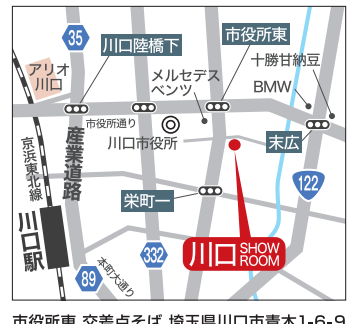 35
川口陸橋下
市役所東
アリオ
川口
メルセデス
ベンツ
十勝甘納豆
BMW
市役所通り
川口市役所
末広
産業道路
京浜東北線
栄町一
122
川口駅
川口 SHOW
ROOM
本町大通り
332
89
市役所東 交差点そば 埼玉県川口市青木1-6-9